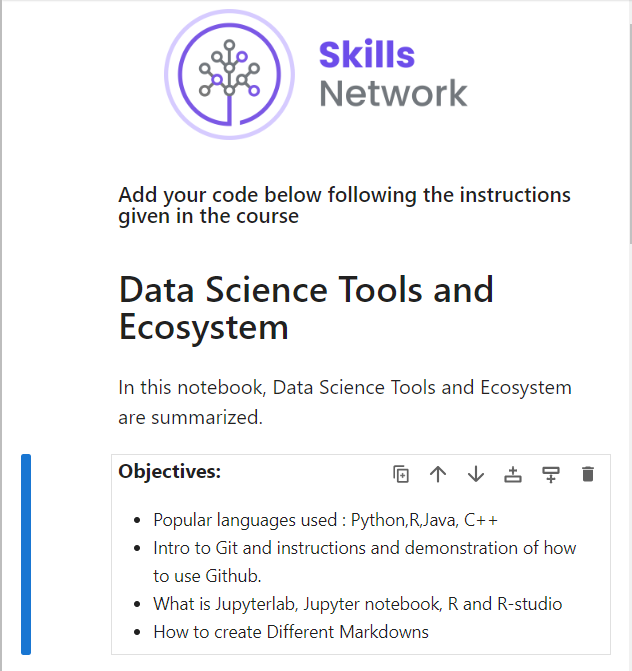 Skills
Network
Add your code below following the instructions
given in the course
Data Science Tools and
Ecosystem
In this notebook, Data Science Tools and Ecosystem
are summarized.
Objectives:
• Popular languages used : Python,R,Java, C++
• Intro to Git and instructions and demonstration of how
to use Github.
• What is Jupyterlab, Jupyter notebook, R and R-studio
• How to create Different Markdowns